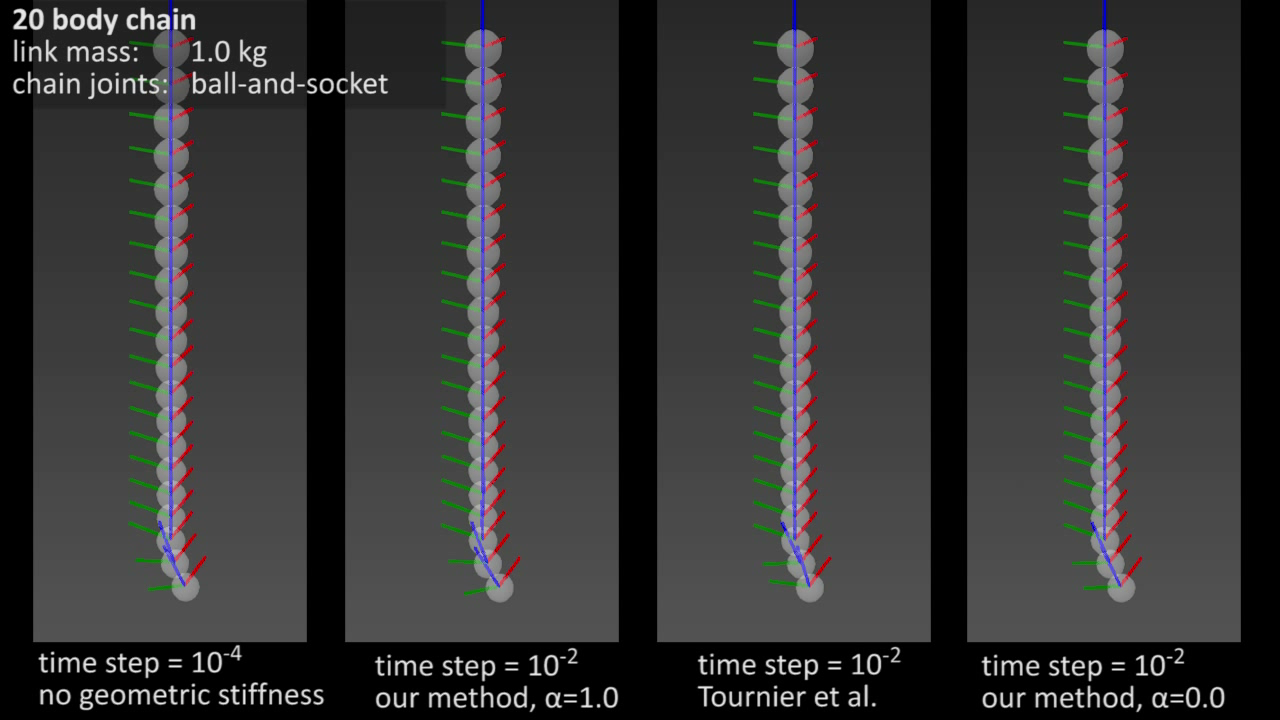 20 body chain
link mass: 1.0 kg
chain joints: ball-and-socket
time step = 10⁻⁴
no geometric stiffness
time step = 10⁻²
our method, α=1.0
time step = 10⁻²
Tournier et al.
time step = 10⁻²
our method, α=0.0